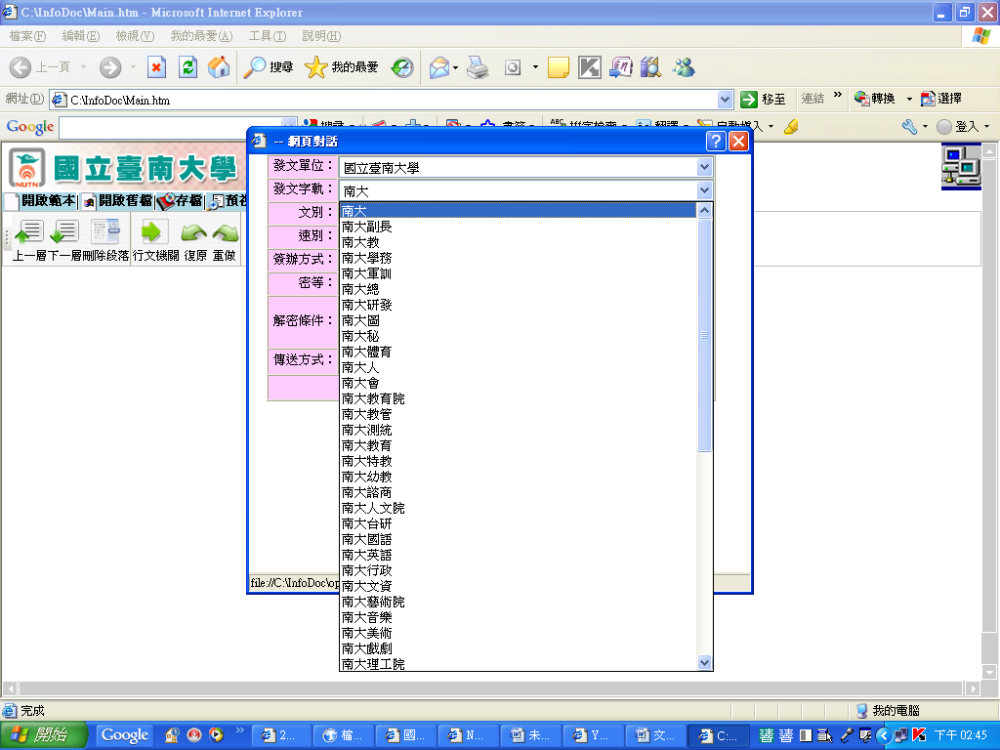 C:\InfoDoc\Main.htm - Microsoft Internet Explorer
檔案(F) 編輯(E) 檢視(V) 我的最愛(A) 工具(T) 說明(H)
上一頁 搜尋 我的最愛
網址(D) C:\InfoDoc\Main.htm 移至 連結 » 轉換 選擇
Google 登入
-- 網頁對話
國立臺南大學
NUTN
開啟範本 開啟舊檔 存檔
上一層 下一層 刪除段落 行文機關 復原 重做
發文單位： 國立臺南大學
發文字軌： 南大
文別：
速別：
簽辦方式：
密等：
解密條件：
傳送方式：
南大
南大副長
南大教
南大學務
南大軍訓
南大總
南大研發
南大圖
南大秘
南大體育
南大人
南大會
南大教育院
南大教管
南大測統
南大教育
南大特教
南大幼教
南大諮商
南大人文院
南大台研
南大國語
南大英語
南大行政
南大文資
南大藝術院
南大音樂
南大美術
南大戲劇
南大理工院
file://C:\InfoDoc\op
完成 我的電腦
開始 Google » 2... 檔... 國... N... 未... Y... 文... C:... 下午 02:45